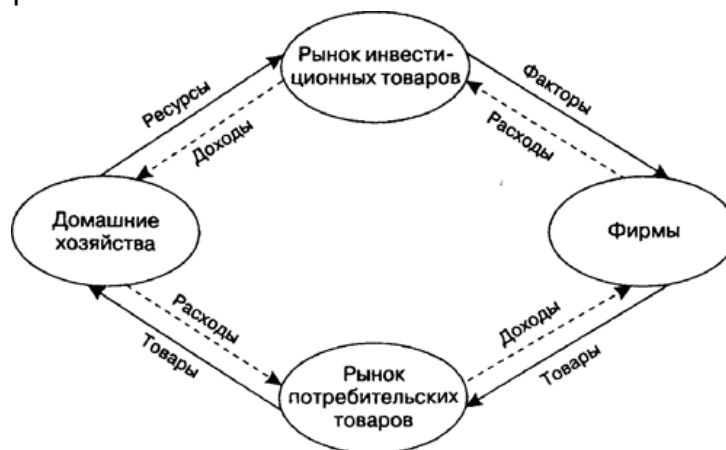 Рынок инвести-
ционных товаров
Ресурсы
Доходы
Факторы
Расходы
Домашние
хозяйства
Фирмы
Расходы
Товары
Доходы
Товары
Рынок
потребительских
товаров